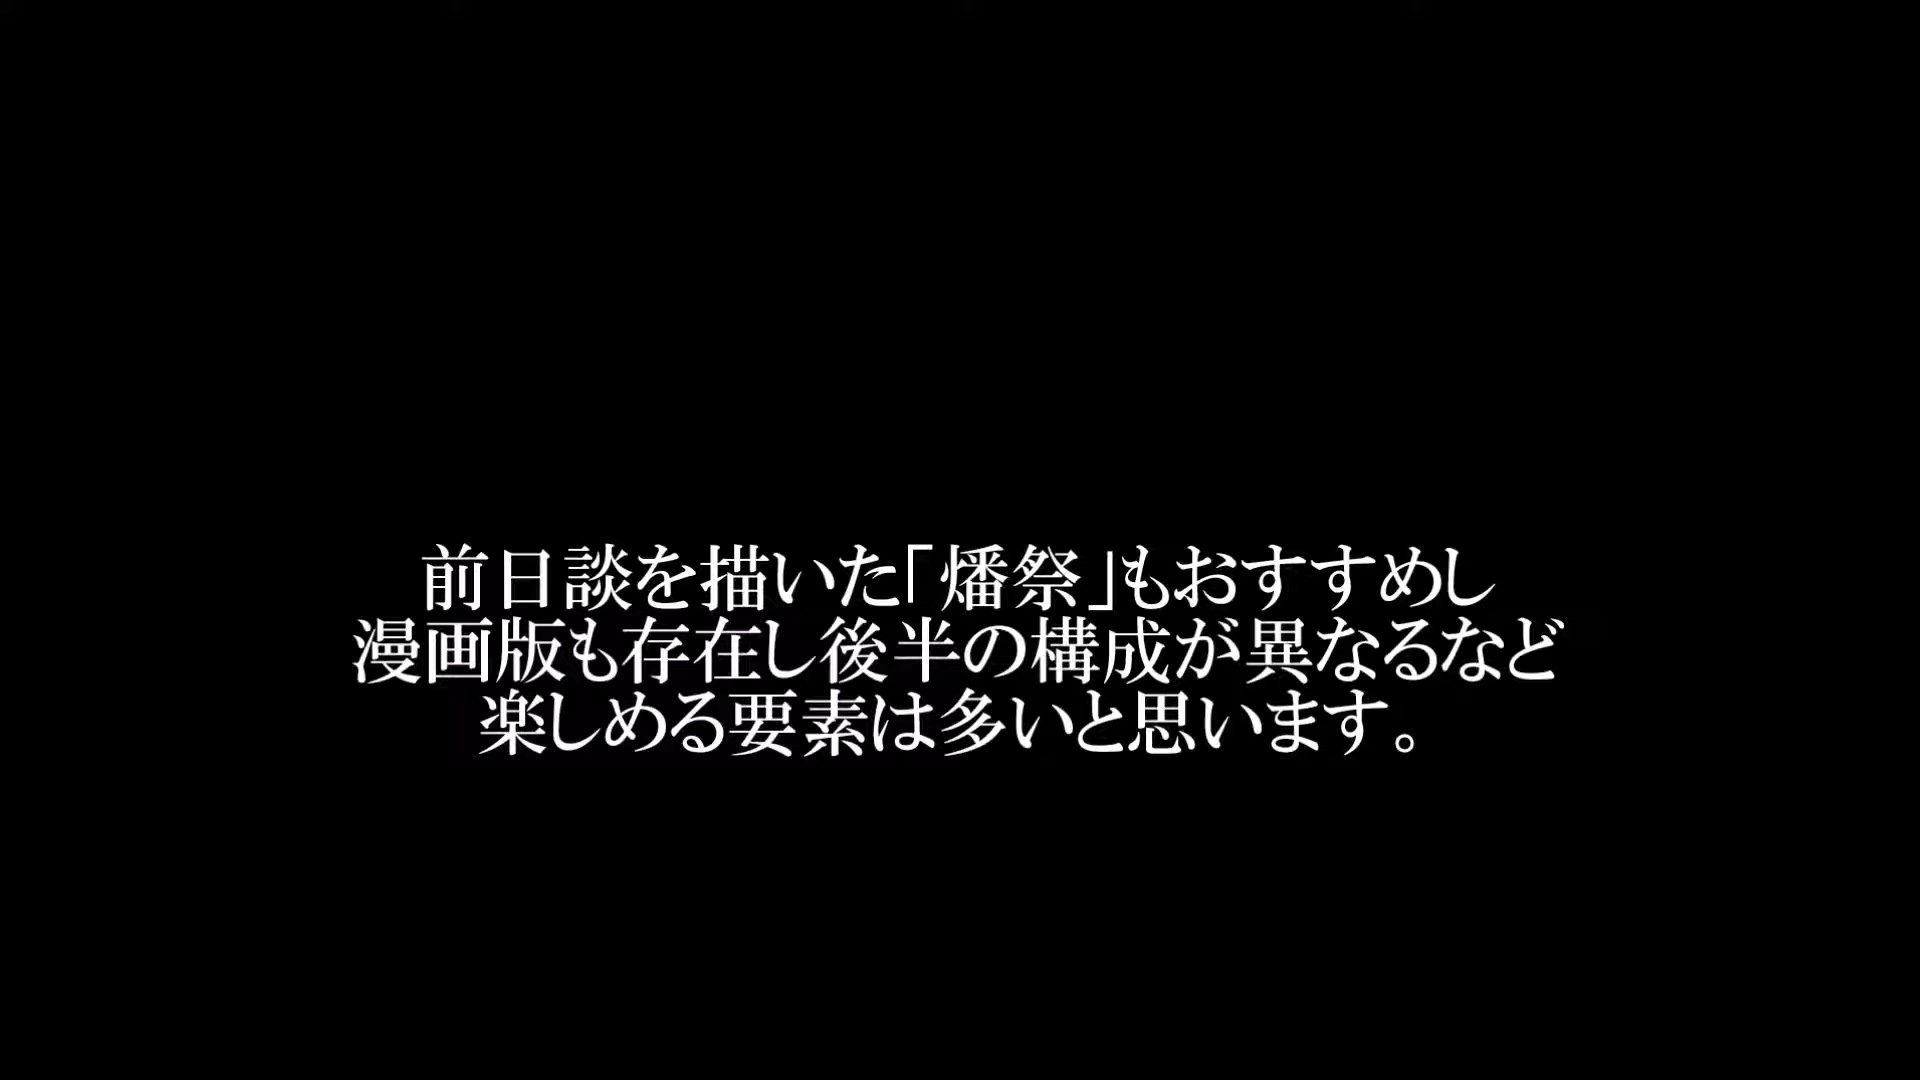 前日談を描いた「燔祭」もおすすめし
漫画版も存在し後半の構成が異なるなど
楽しめる要素は多いと思います。